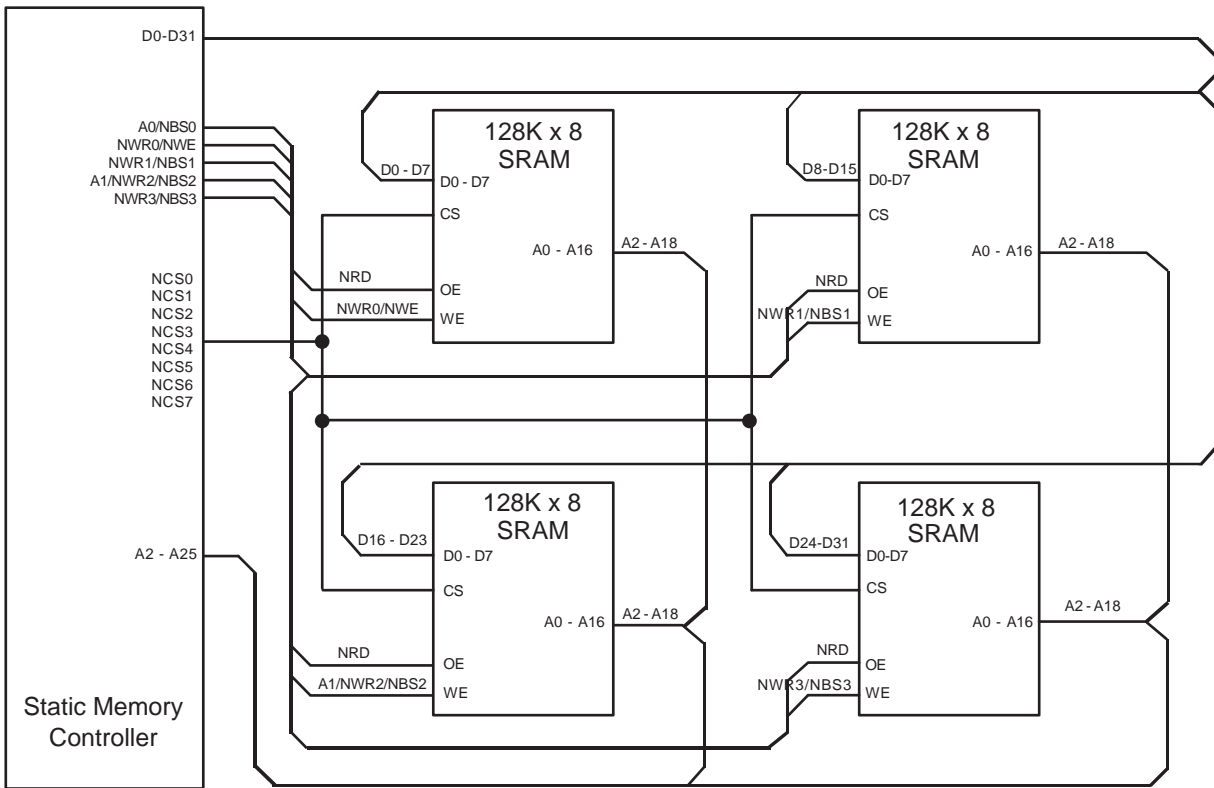 D0-D31
A0/NBS0
NWR0/NWE
NWR1/NBS1
A1/NWR2/NBS2
NWR3/NBS3
NCS0
NCS1
NCS2
NCS3
NCS4
NCS5
NCS6
NCS7
A2 - A25
Static Memory
Controller
128K x 8
SRAM
D0 - D7
D0 - D7
CS
A0 - A16
A2 - A18
NRD
OE
NWR0/NWE
WE
128K x 8
SRAM
D8-D15
D0-D7
CS
A0 - A16
A2 - A18
NRD
OE
NWR1/NBS1
WE
128K x 8
SRAM
D16 - D23
D0 - D7
CS
A0 - A16
A2 - A18
NRD
OE
A1/NWR2/NBS2
WE
128K x 8
SRAM
D24-D31
D0-D7
CS
A0 - A16
A2 - A18
NRD
OE
NWR3/NBS3
WE